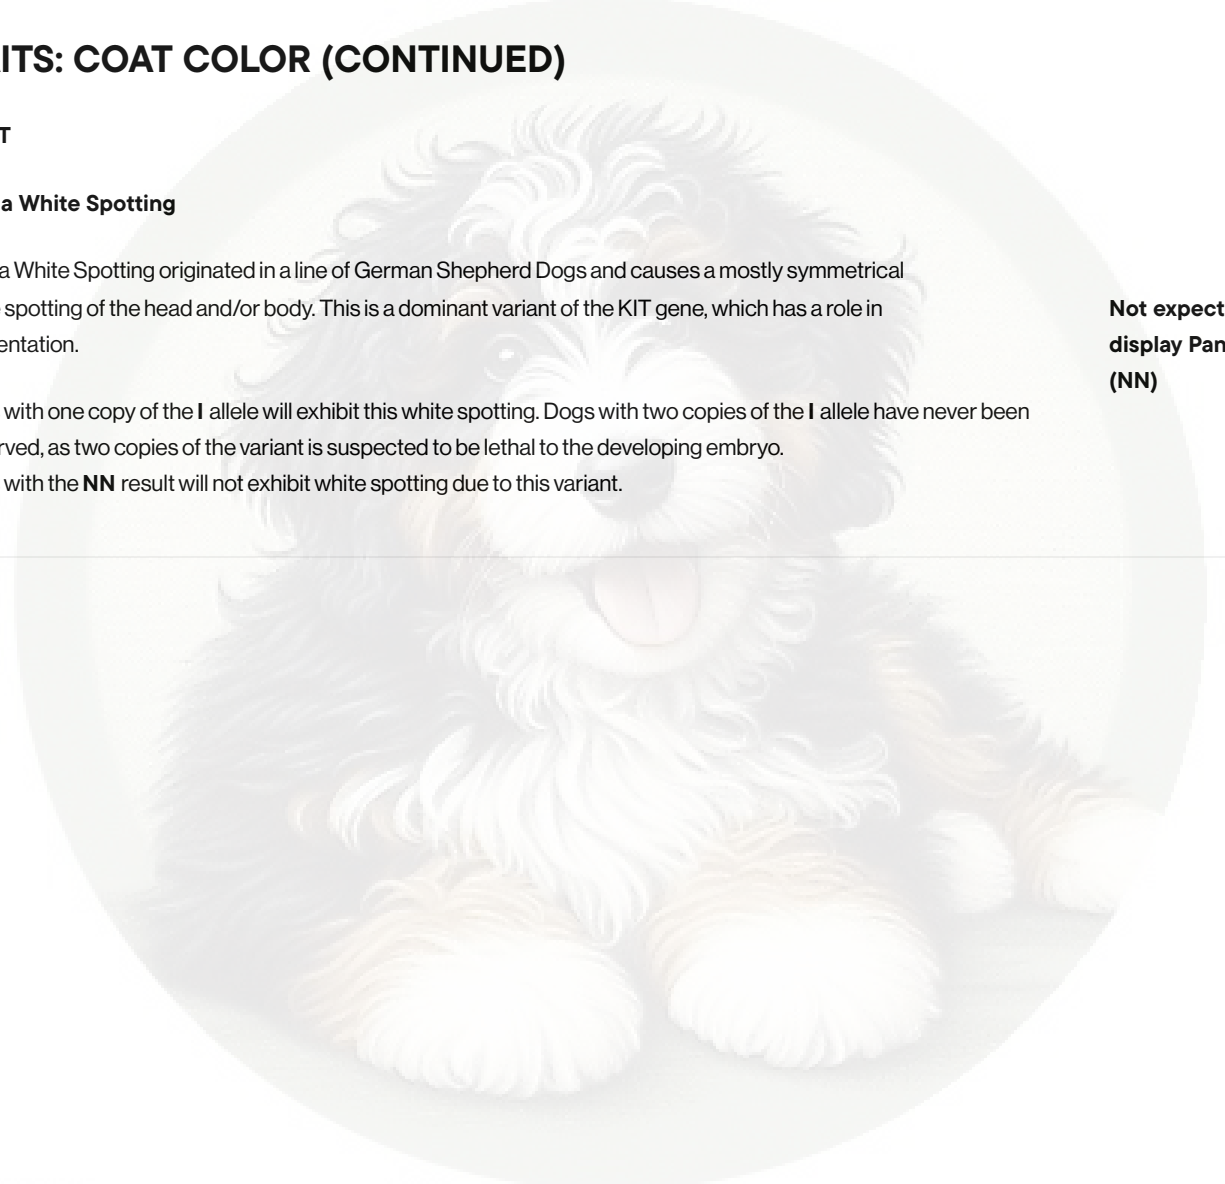 ITS: COAT COLOR (CONTINUED)
T
a White Spotting
a White Spotting originated in a line of German Shepherd Dogs and causes a mostly symmetrical
spotting of the head and/or body. This is a dominant variant of the KIT gene, which has a role in
entation.
Not expect
display Pan
(NN)
with one copy of the I allele will exhibit this white spotting. Dogs with two copies of the I allele have never been
rved, as two copies of the variant is suspected to be lethal to the developing embryo.
with the NN result will not exhibit white spotting due to this variant.